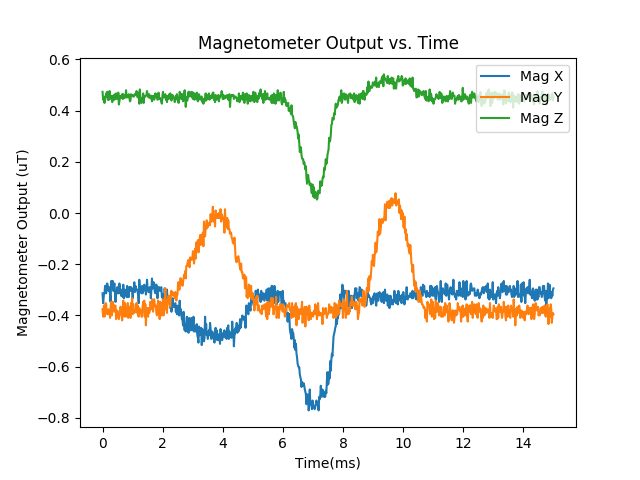 Magnetometer Output vs. Time
Magnetometer Output (uT)
0.6
0.4
0.2
0.0
−0.2
−0.4
−0.6
−0.8
Mag X
Mag Y
Mag Z
0 2 4 6 8 10 12 14
Time(ms)